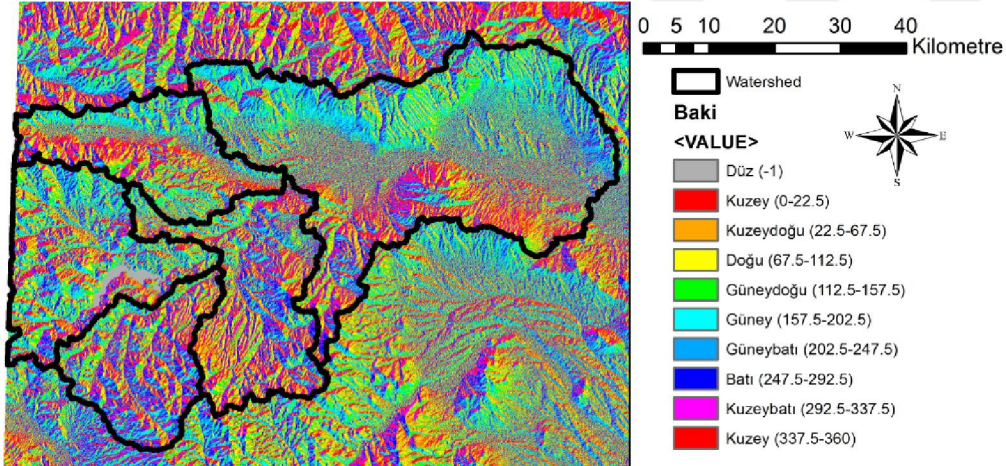 0 5 10 20 30 40
Kilometre
Watershed
Baki
<VALUE>
Düz (-1)
Kuzey (0-22.5)
Kuzeydoğu (22.5-67.5)
Doğu (67.5-112.5)
Güneydoğu (112.5-157.5)
Güney (157.5-202.5)
Güneybatı (202.5-247.5)
Batı (247.5-292.5)
Kuzeybatı (292.5-337.5)
Kuzey (337.5-360)
N
W E
S